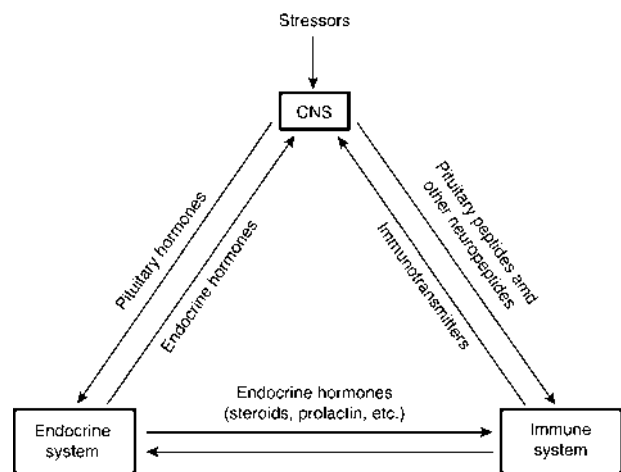 Stressors
CNS
Pituitary hormones
Endocrine hormones
Immunotransmitters
Pituitary peptides amd
other neuropeptides
Endocrine hormones
(steroids, prolactin, etc.)
Endocrine
system
Immune
system